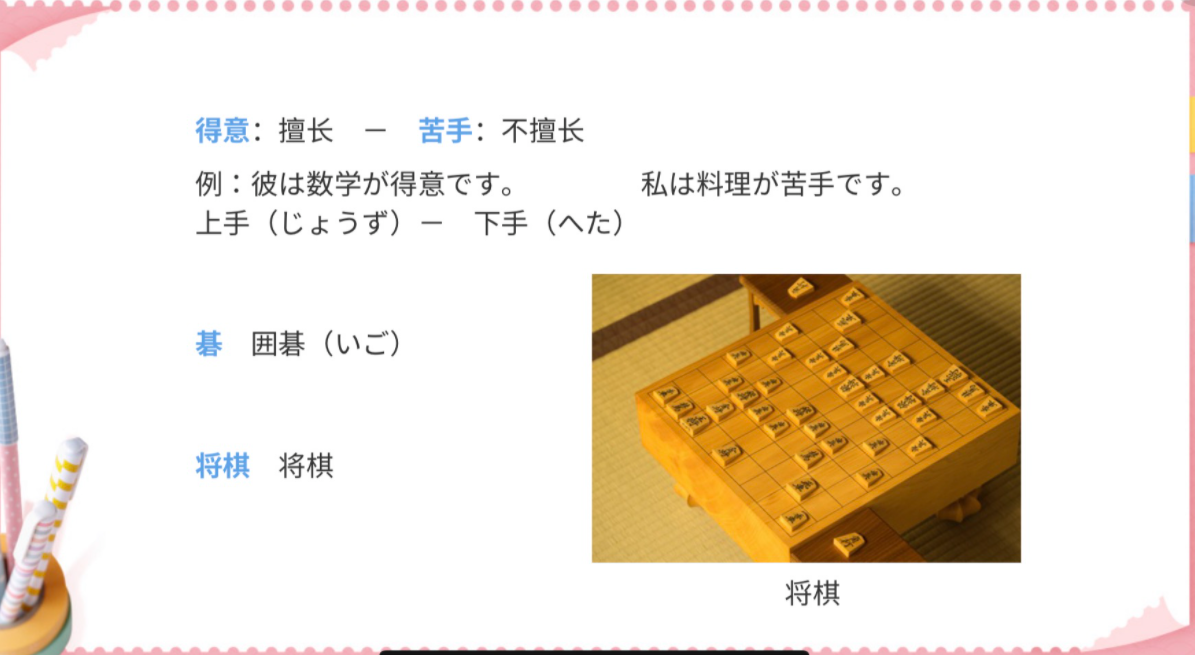 得意：擅长　－　苦手：不擅长
例：彼は数学が得意です。　　　　私は料理が苦手です。
上手（じょうず）－　下手（へた）
碁　囲碁（いご）
将棋　将棋
将棋